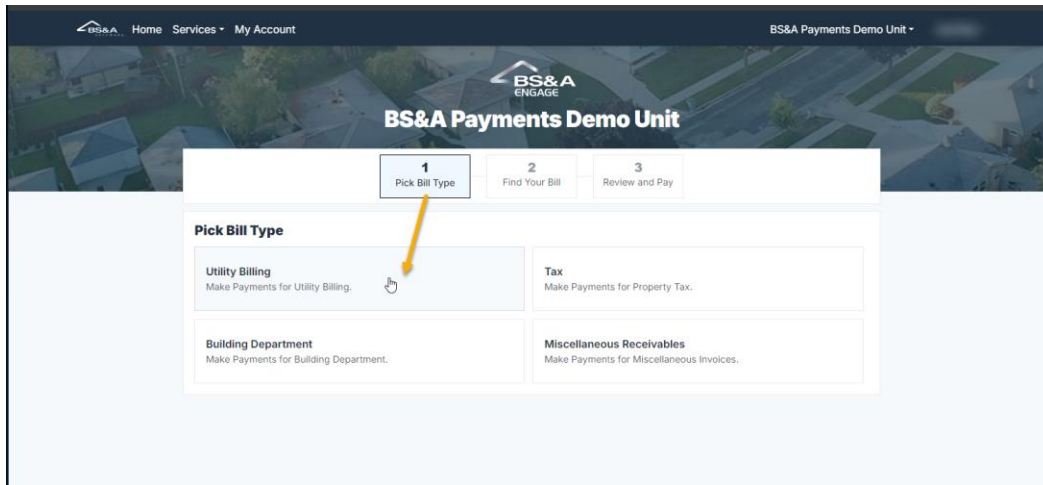 BS&A Home Services My Account BS&A Payments Demo Unit
BS&A
ENGAGE
BS&A Payments Demo Unit
1 2 3
Pick Bill Type Find Your Bill Review and Pay
Pick Bill Type
Utility Billing Tax
Make Payments for Utility Billing. Make Payments for Property Tax.
Building Department Miscellaneous Receivables
Make Payments for Building Department. Make Payments for Miscellaneous Invoices.